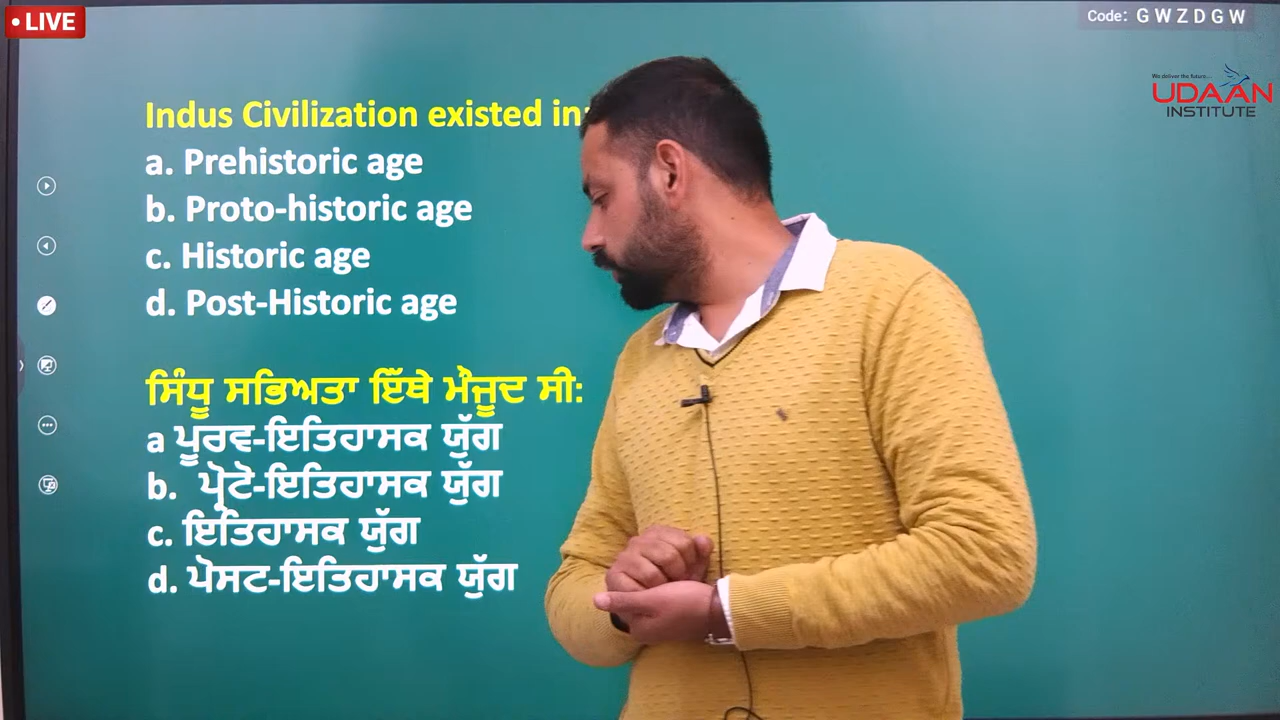 • LIVE
Code: G W Z D G W
We deliver the future...
UDAAN
INSTITUTE
Indus Civilization existed in:
a. Prehistoric age
b. Proto-historic age
c. Historic age
d. Post-Historic age
ਸਿੰਧੂ ਸਭਿਅਤਾ ਇੱਥੇ ਮੌਜੂਦ ਸੀ:
a ਪੂਰਵ-ਇਤਿਹਾਸਕ ਯੁੱਗ
b. ਪ੍ਰੋਟੋ-ਇਤਿਹਾਸਕ ਯੁੱਗ
c. ਇਤਿਹਾਸਕ ਯੁੱਗ
d. ਪੋਸਟ-ਇਤਿਹਾਸਕ ਯੁੱਗ